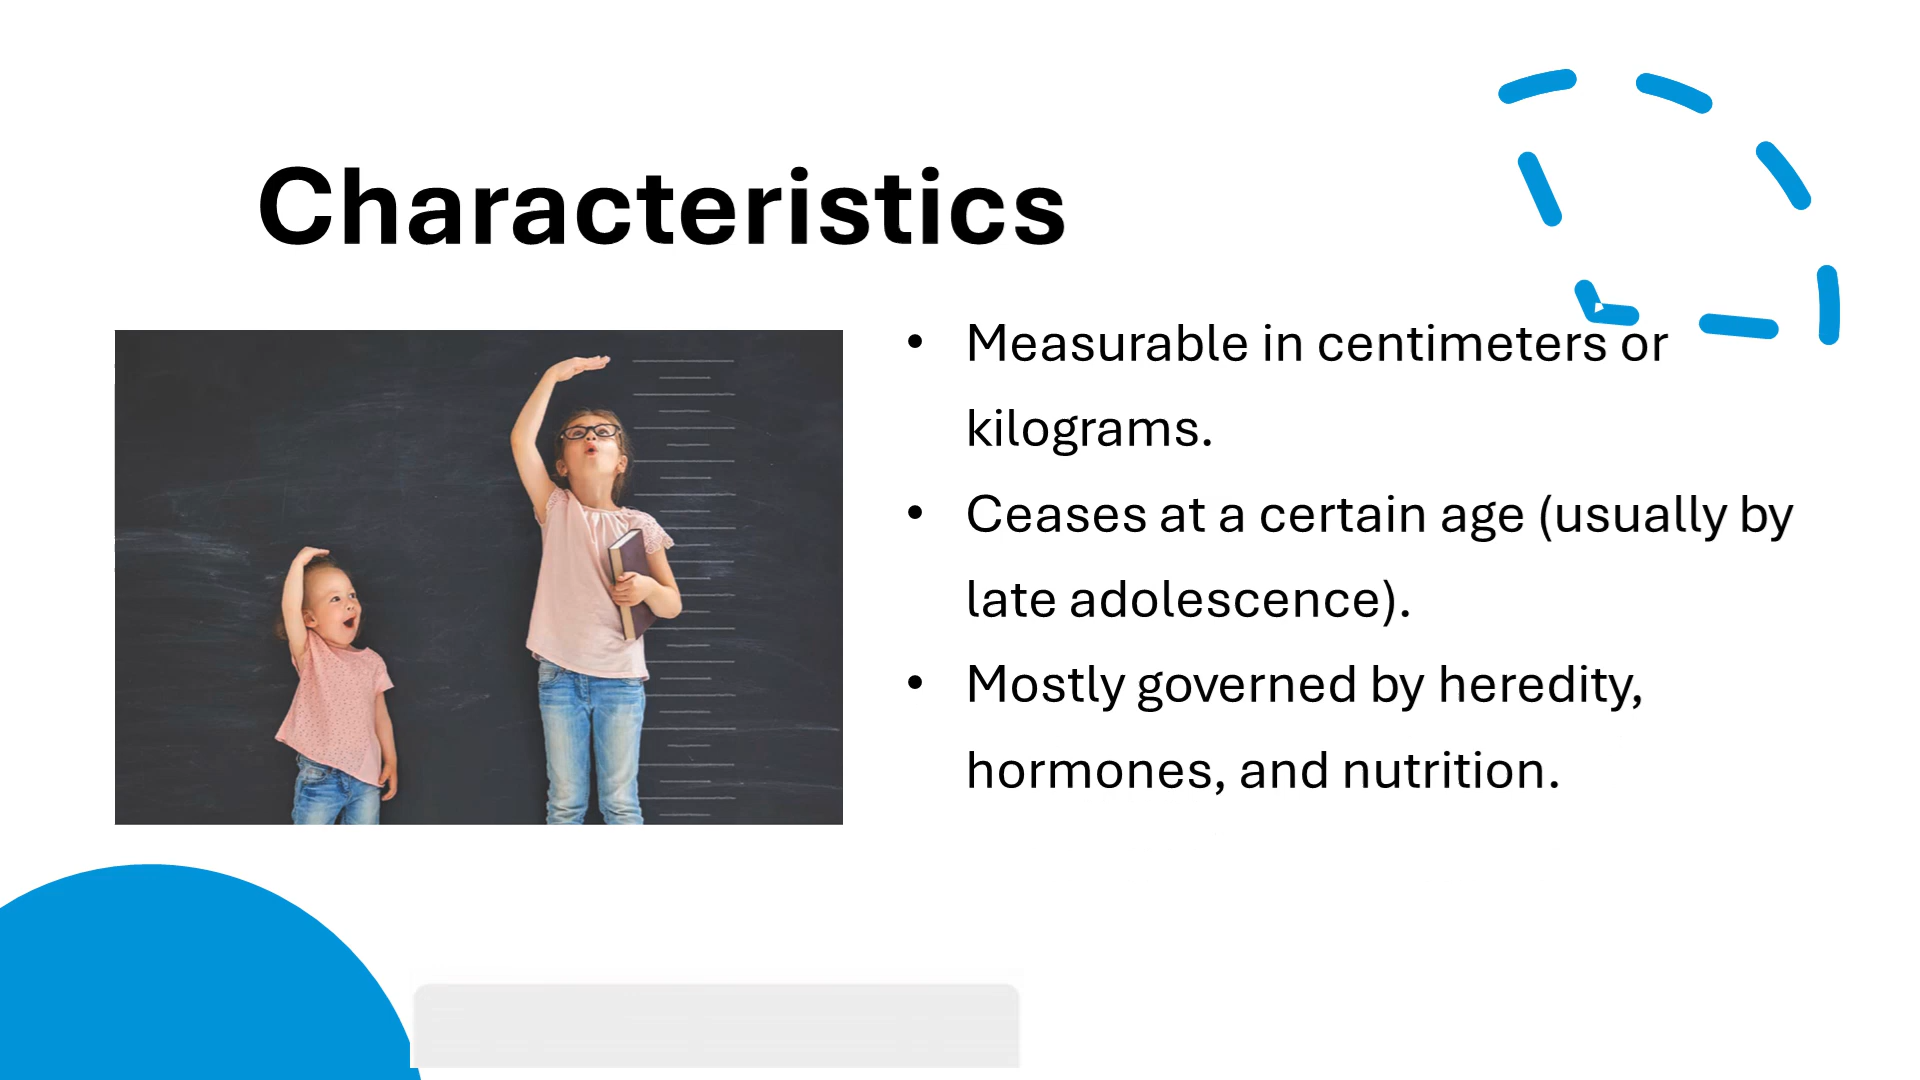 Characteristics
• Measurable in centimeters or
kilograms.
• Ceases at a certain age (usually by
late adolescence).
• Mostly governed by heredity,
hormones, and nutrition.